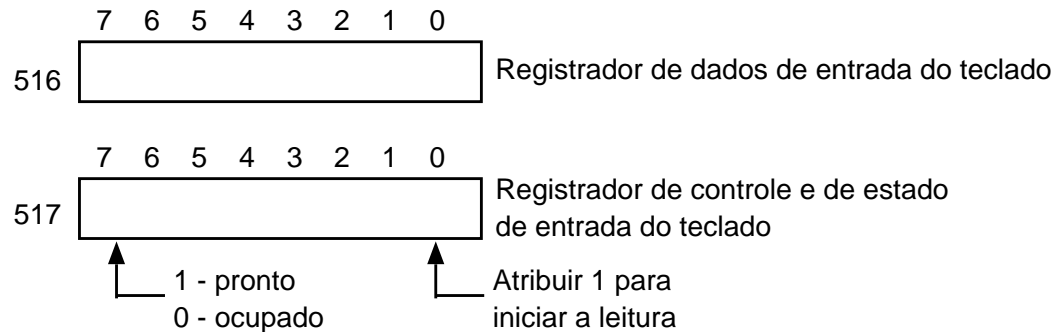 7 6 5 4 3 2 1 0
516
Registrador de dados de entrada do teclado
7 6 5 4 3 2 1 0
517
Registrador de controle e de estado
de entrada do teclado
1 - pronto
0 - ocupado
Atribuir 1 para
iniciar a leitura